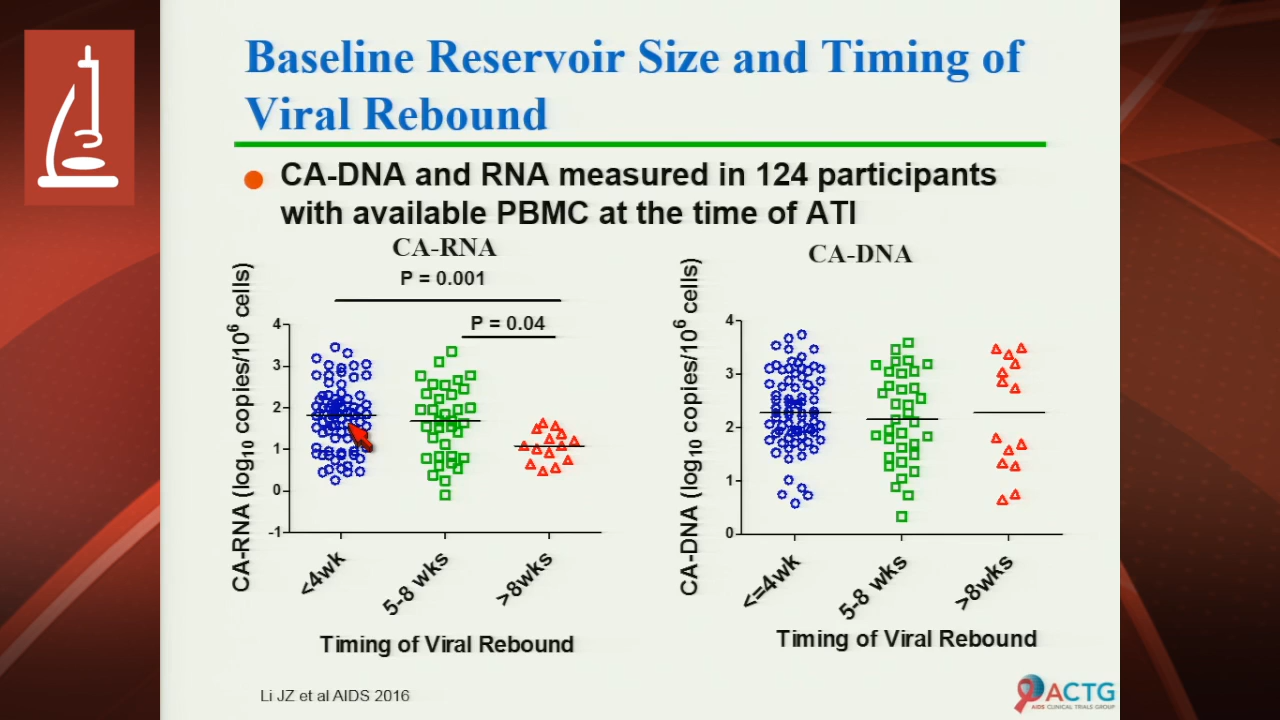 Baseline Reservoir Size and Timing of
Viral Rebound
CA-DNA and RNA measured in 124 participants
with available PBMC at the time of ATI
CA-RNA
P = 0.001
P = 0.04
CA-RNA (log10 copies/10^6 cells)
4
3
2
1
0
-1
<4wk
5-8 wks
>8wks
Timing of Viral Rebound
CA-DNA
CA-DNA (log10 copies/10^6 cells)
4
3
2
1
0
<=4wk
5-8 wks
>8wks
Timing of Viral Rebound
Li JZ et al AIDS 2016
ACTG
AIDS CLINICAL TRIALS GROUP